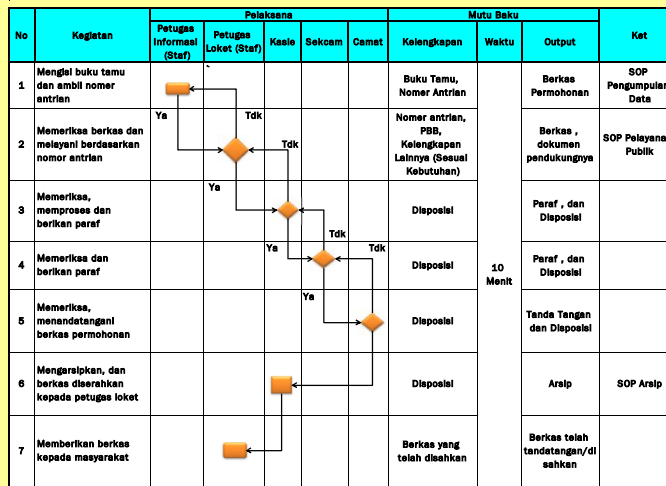 Pelaksana
Mutu Baku
No
Kegiatan
Petugas
Informasi
(Staf)
Petugas
Loket (Staf)
Kasie
Sekcam
Camat
Kelengkapan
Waktu
Output
Ket
1
Mengisi buku tamu
dan ambil nomer
antrian
Buku Tamu,
Nomer Antrian
Berkas
Permohonan
SOP
Pengumpulan
Data
Ya
Tdk
2
Memeriksa berkas dan
melayani berdasarkan
nomor antrian
Tdk
Nomer antrian,
PBB,
Kelengkapan
Lainnya (Sesuai
Kebutuhan)
Berkas ,
dokumen
pendukungnya
SOP Pelayana
Publik
Ya
3
Memeriksa,
memproses dan
berikan paraf
Disposisi
Paraf , dan
Disposisi
Tdk
Ya
Tdk
4
Memeriksa dan
berikan paraf
Disposisi
10
Menit
Paraf , dan
Disposisi
Ya
5
Memeriksa,
menandatangani
berkas permohonan
Disposisi
Tanda Tangan
dan Disposisi
6
Mengarsipkan, dan
berkas diserahkan
kepada petugas loket
Disposisi
Arsip
SOP Arsip
7
Memberikan berkas
kepada masyarakat
Berkas yang
telah disahkan
Berkas telah
tandatangan/di
sahkan